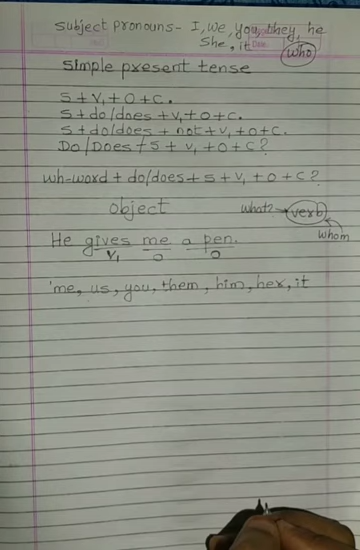 Subject pronouns - I, we, you, they, he
She, it
who
Simple present tense
S + V₁ + O + C.
S + do/does + V₁ + O + C.
S + do/does + not + V₁ + O + C.
Do/Does + S + V₁ + O + C?
wh-word + do/does + S + V₁ + O + C?
Object
what? → verb
whom
He gives me a pen.
V₁ O O
'me, us, you, them, him, her, it